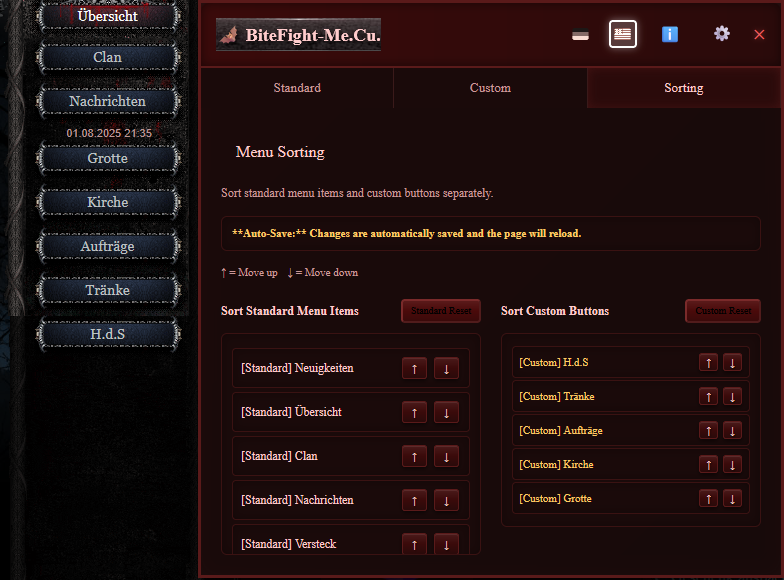 Übersicht
Clan
Nachrichten
01.08.2025 21:35
Grotte
Kirche
Aufträge
Tränke
H.d.S
BiteFight-Me.Cu.
Standard
Custom
Sorting
Menu Sorting
Sort standard menu items and custom buttons separately.
**Auto-Save:** Changes are automatically saved and the page will reload.
↑ = Move up ↓ = Move down
Sort Standard Menu Items
Standard Reset
[Standard] Neuigkeiten ↑ ↓
[Standard] Übersicht ↑ ↓
[Standard] Clan ↑ ↓
[Standard] Nachrichten ↑ ↓
[Standard] Versteck ↑ ↓
Sort Custom Buttons
Custom Reset
[Custom] H.d.S ↑ ↓
[Custom] Tränke ↑ ↓
[Custom] Aufträge ↑ ↓
[Custom] Kirche ↑ ↓
[Custom] Grotte ↑ ↓